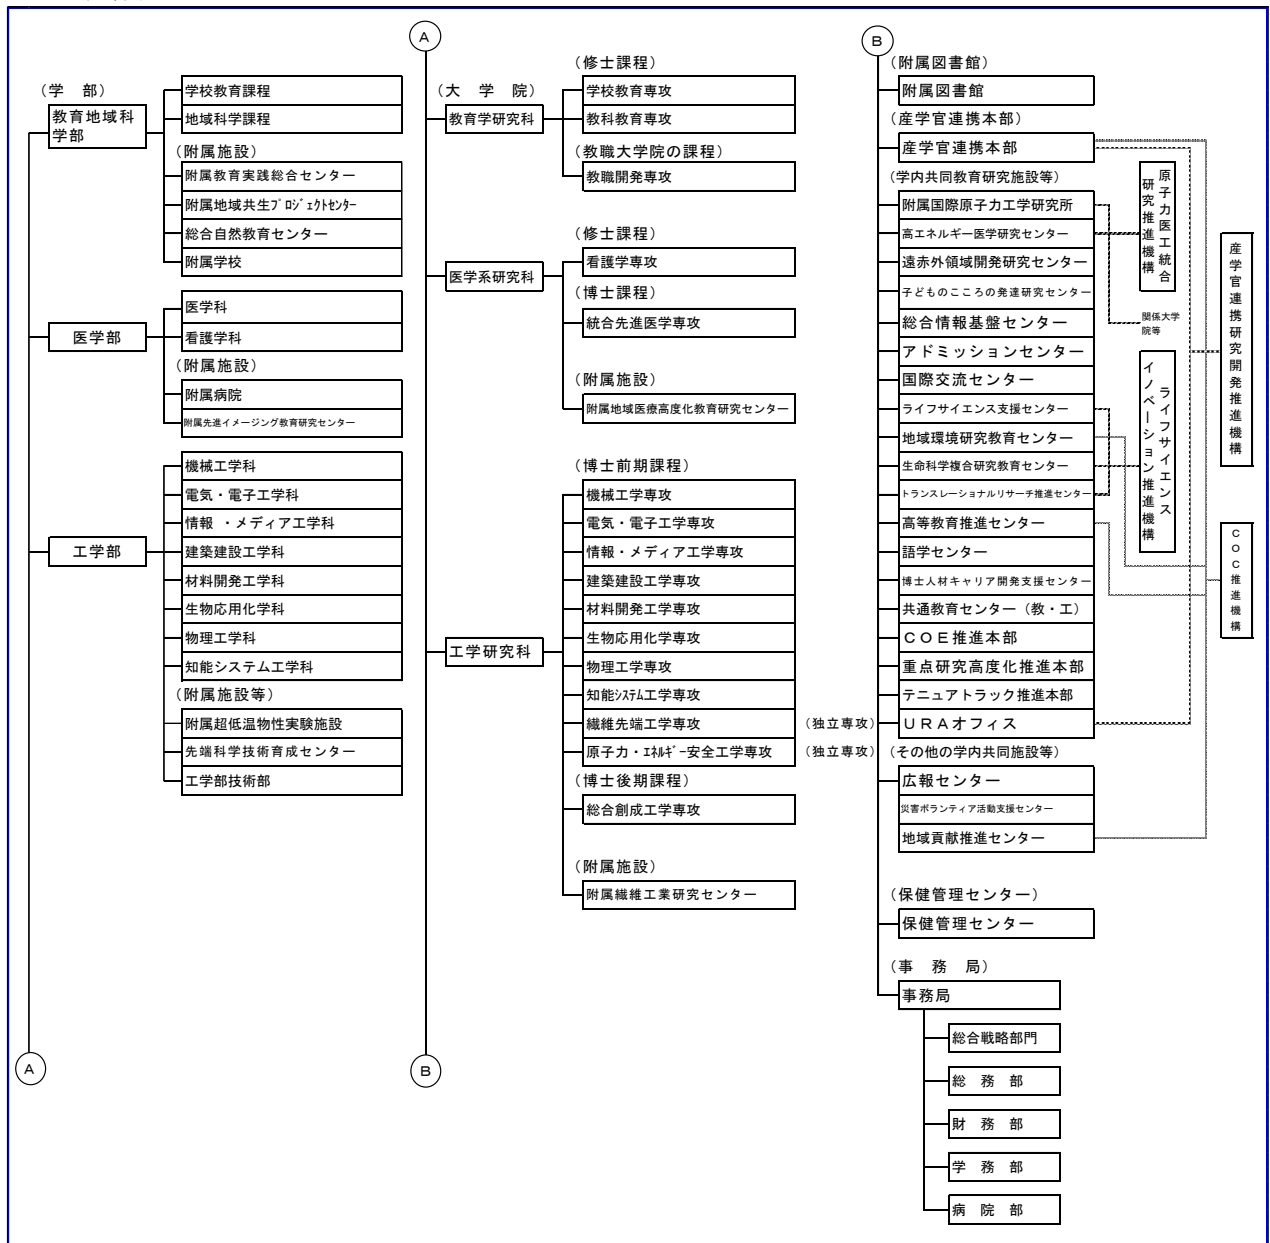 （学　部）
教育地域科
学部
学校教育課程
地域科学課程
（附属施設）
附属教育実践総合センター
附属地域共生ﾌﾟﾛｼﾞｪｸﾄｾﾝﾀｰ
総合自然教育センター
附属学校
医学部
医学科
看護学科
（附属施設）
附属病院
附属先進イメージング教育研究センター
工学部
機械工学科
電気・電子工学科
情報 ・メディア工学科
建築建設工学科
材料開発工学科
生物応用化学科
物理工学科
知能システム工学科
（附属施設等）
附属超低温物性実験施設
先端科学技術育成センター
工学部技術部
A
A
（大　学　院）
教育学研究科
（修士課程）
学校教育専攻
教科教育専攻
（教職大学院の課程）
教職開発専攻
医学系研究科
（修士課程）
看護学専攻
（博士課程）
統合先進医学専攻
（附属施設）
附属地域医療高度化教育研究センター
工学研究科
（博士前期課程）
機械工学専攻
電気・電子工学専攻
情報・メディア工学専攻
建築建設工学専攻
材料開発工学専攻
生物応用化学専攻
物理工学専攻
知能ｼｽﾃﾑ工学専攻
繊維先端工学専攻
（独立専攻）
原子力・ｴﾈﾙｷﾞｰ安全工学専攻
（独立専攻）
（博士後期課程）
総合創成工学専攻
（附属施設）
附属繊維工業研究センター
B
B
（附属図書館）
附属図書館
（産学官連携本部）
産学官連携本部
（学内共同教育研究施設等）
附属国際原子力工学研究所
高エネルギー医学研究センター
遠赤外領域開発研究センター
子どものこころの発達研究センター
総合情報基盤センター
アドミッションセンター
国際交流センター
ライフサイエンス支援センター
地域環境研究教育センター
生命科学複合研究教育センター
トランスレーショナルリサーチ推進センター
高等教育推進センター
語学センター
博士人材キャリア開発支援センター
共通教育センター（教・工）
ＣＯＥ推進本部
重点研究高度化推進本部
テニュアトラック推進本部
ＵＲＡオフィス
（その他の学内共同施設等）
広報センター
災害ボランティア活動支援センター
地域貢献推進センター
（保健管理センター）
保健管理センター
（事　務　局）
事務局
総合戦略部門
総　務　部
財　務　部
学　務　部
病　院　部
原子力医工統合
研究推進機構
関係大学
院等
ライフサイエンス
イノベーション推進機構
産学官連携研究開発推進機構
ＣＯＣ推進機構